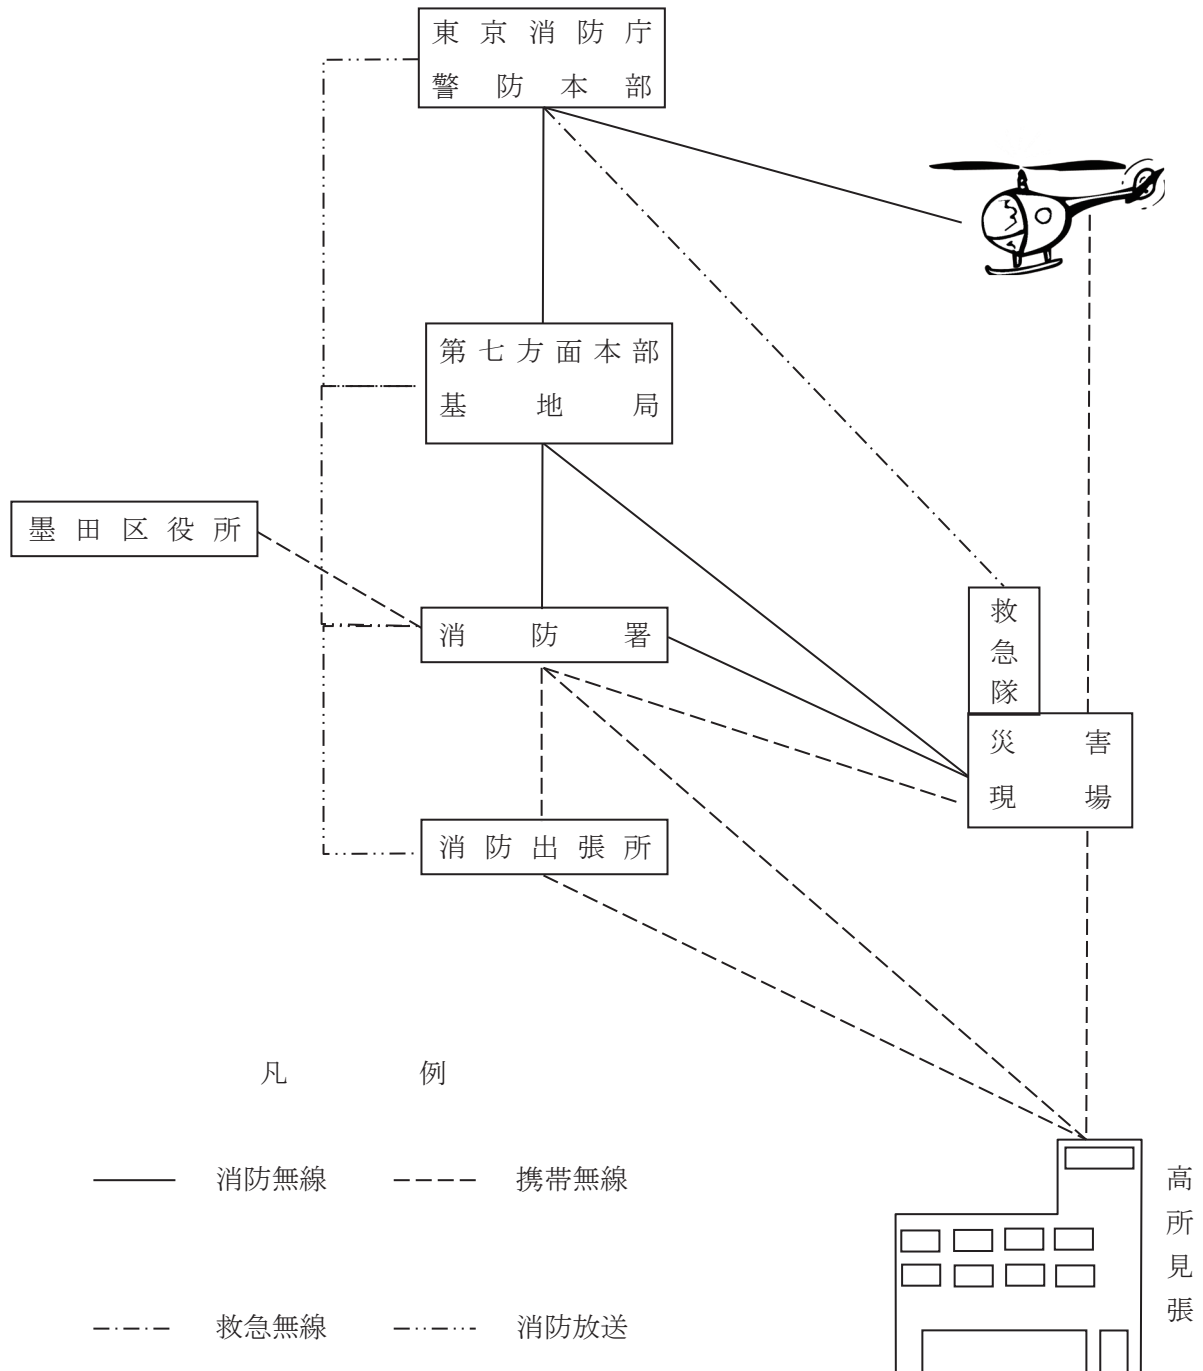 東京消防庁
警防本部
第七方面本部
基地局
墨田区役所
消防署
救急隊
災害
現場
消防出張所
凡例
消防無線
携帯無線
救急無線
消防放送
高所見張